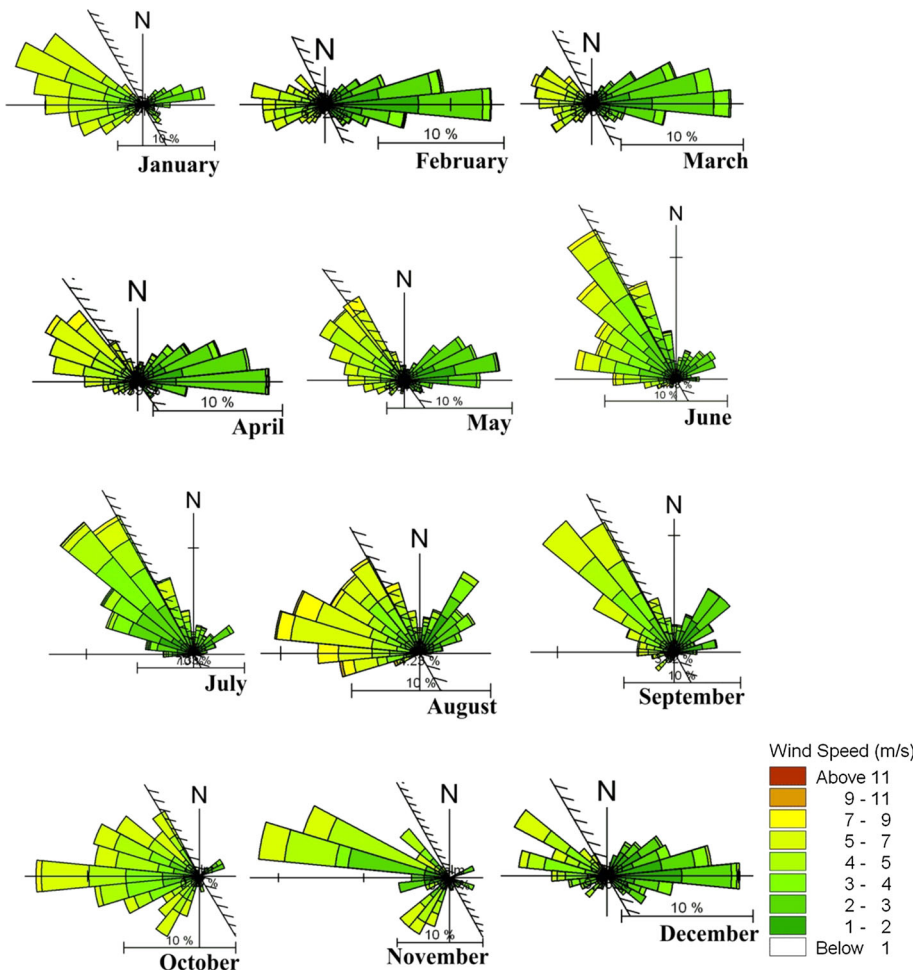 N
N
N
10 %
10 %
10 %
January
February
March
N
N
N
10 %
10 %
10 %
April
May
June
N
N
N
10 %
10 %
July
August
September
Wind Speed (m/s)
Above 11
9 - 11
7 - 9
5 - 7
4 - 5
3 - 4
2 - 3
1 - 2
Below 1
N
N
N
10 %
10 %
10 %
October
November
December